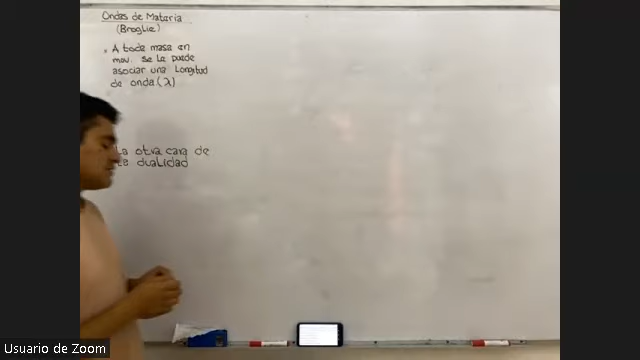 Ondas de Materia
(Broglie)
• A toda masa en
mov. se le puede
asociar una Longitud
de onda (λ)
La otra cara de
la dualidad
Usuario de Zoom